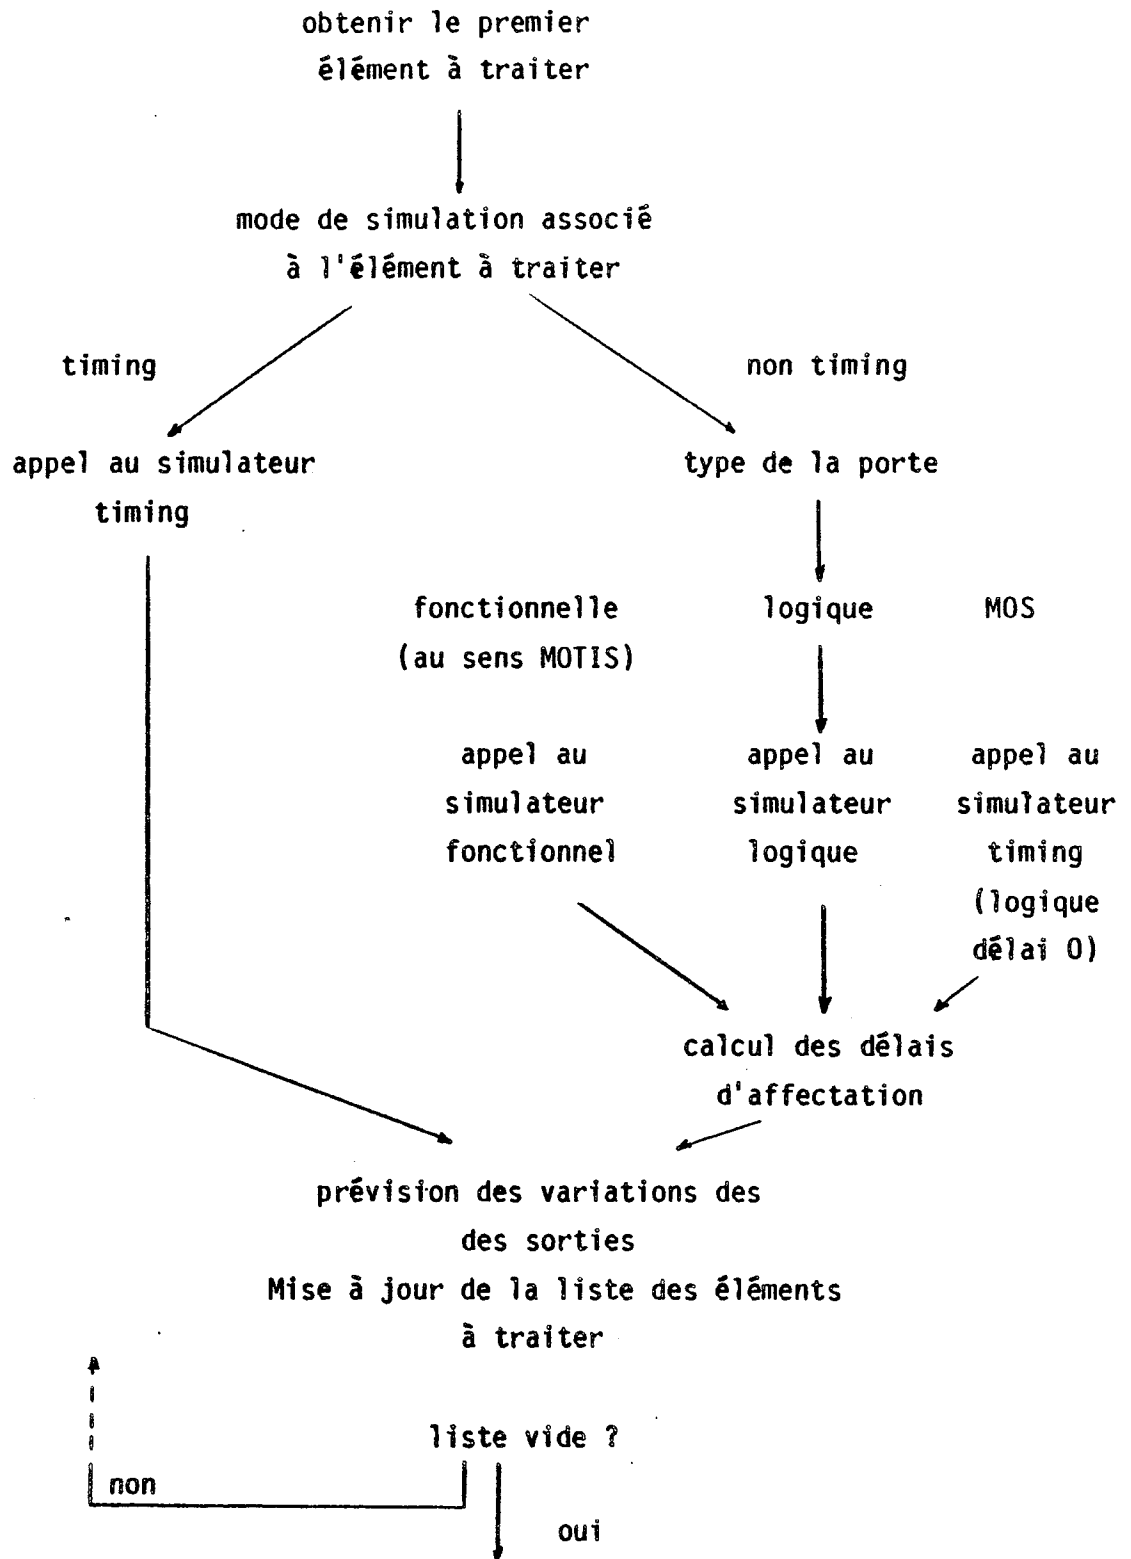 obtenir le premier
élément à traiter
mode de simulation associé
à l'élément à traiter
timing
non timing
appel au simulateur
timing
type de la porte
fonctionnelle
(au sens MOTIS)
logique
MOS
appel au
simulateur
fonctionnel
appel au
simulateur
logique
appel au
simulateur
timing
(logique
délai 0)
calcul des délais
d'affectation
prévision des variations des
des sorties
Mise à jour de la liste des éléments
à traiter
liste vide ?
non
oui